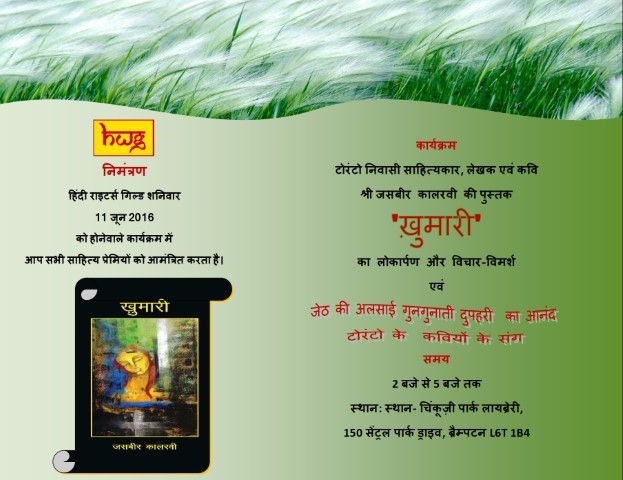 hwg
निमंत्रण
हिंदी राइटर्स गिल्ड शनिवार
11 जून 2016
को होनेवाले कार्यक्रम में
आप सभी साहित्य प्रेमियों को आमंत्रित करता है।
खुमारी
जसबीर कालरवी
कार्यक्रम
टोरंटो निवासी साहित्यकार, लेखक एवं कवि
श्री जसबीर कालरवी की पुस्तक
"ख़ुमारी"
का लोकार्पण और विचार-विमर्श
एवं
जेठ की अलसाई गुनगुनाती दुपहरी का आनंद
टोरंटो के कवियों के संग
समय
2 बजे से 5 बजे तक
स्थान: स्थान- चिंकूज़ी पार्क लायब्रेरी,
150 सेंट्रल पार्क ड्राइव, ब्रैम्पटन L6T 1B4